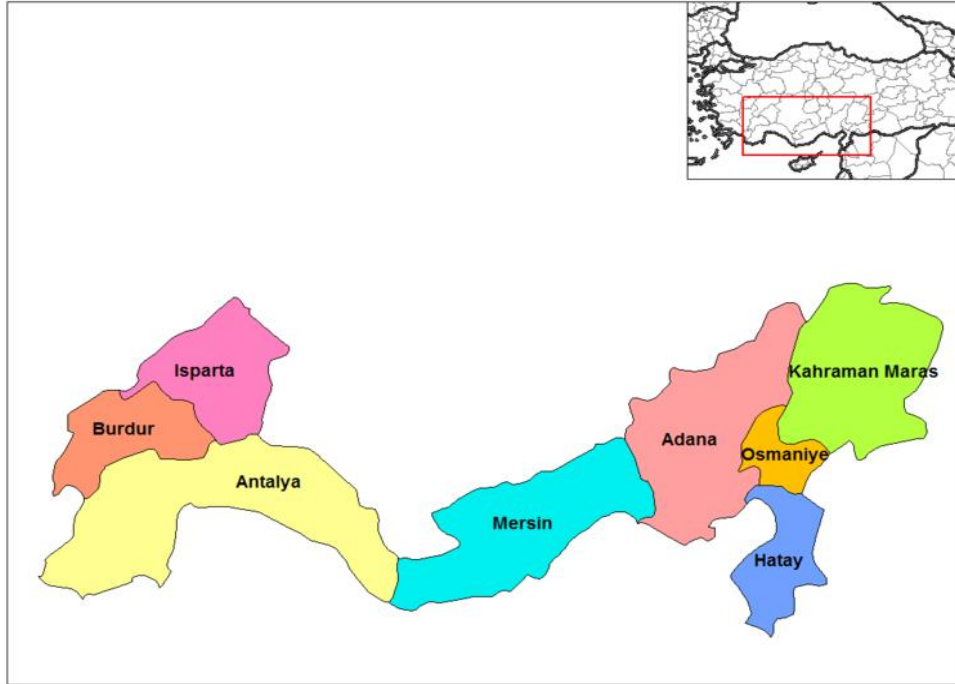 Isparta
Kahraman Maras
Burdur
Adana
Osmaniye
Antalya
Mersin
Hatay